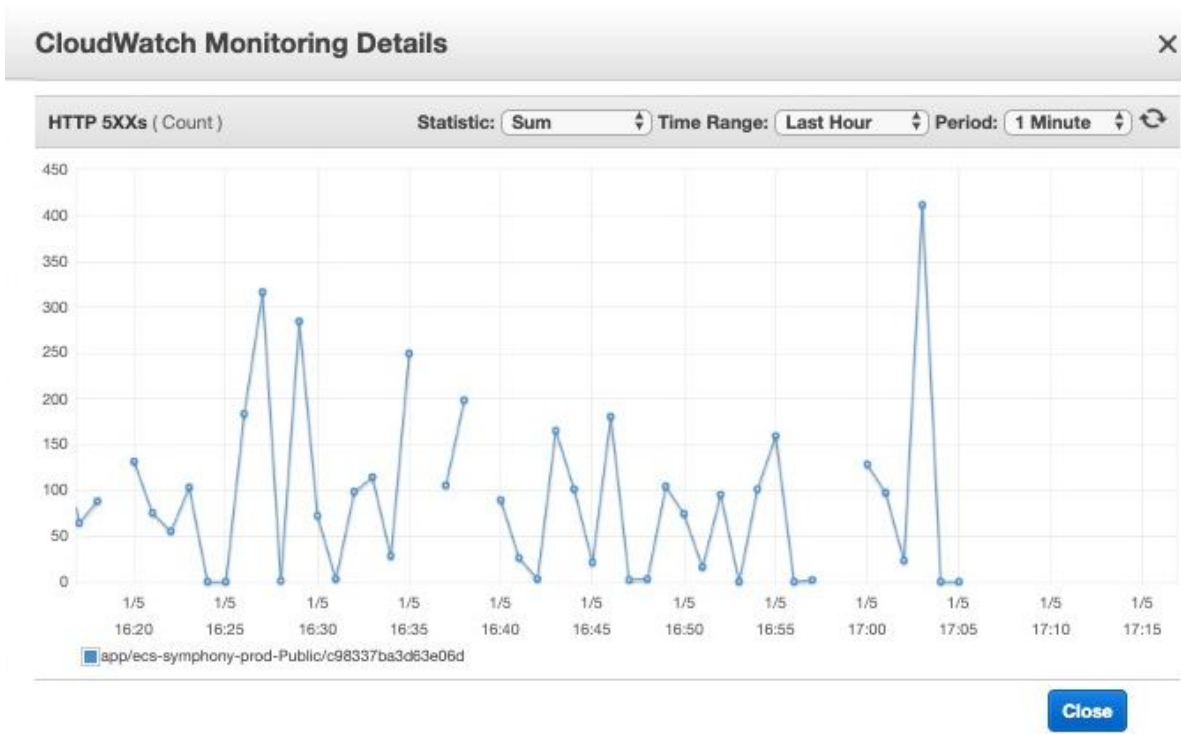 CloudWatch Monitoring Details ×
HTTP 5XXs ( Count ) Statistic: Sum Time Range: Last Hour Period: 1 Minute
450
400
350
300
250
200
150
100
50
0
1/5 1/5 1/5 1/5 1/5 1/5 1/5 1/5 1/5 1/5 1/5 1/5
16:20 16:25 16:30 16:35 16:40 16:45 16:50 16:55 17:00 17:05 17:10 17:15
app/ecs-symphony-prod-Public/c98337ba3d63e06d
Close